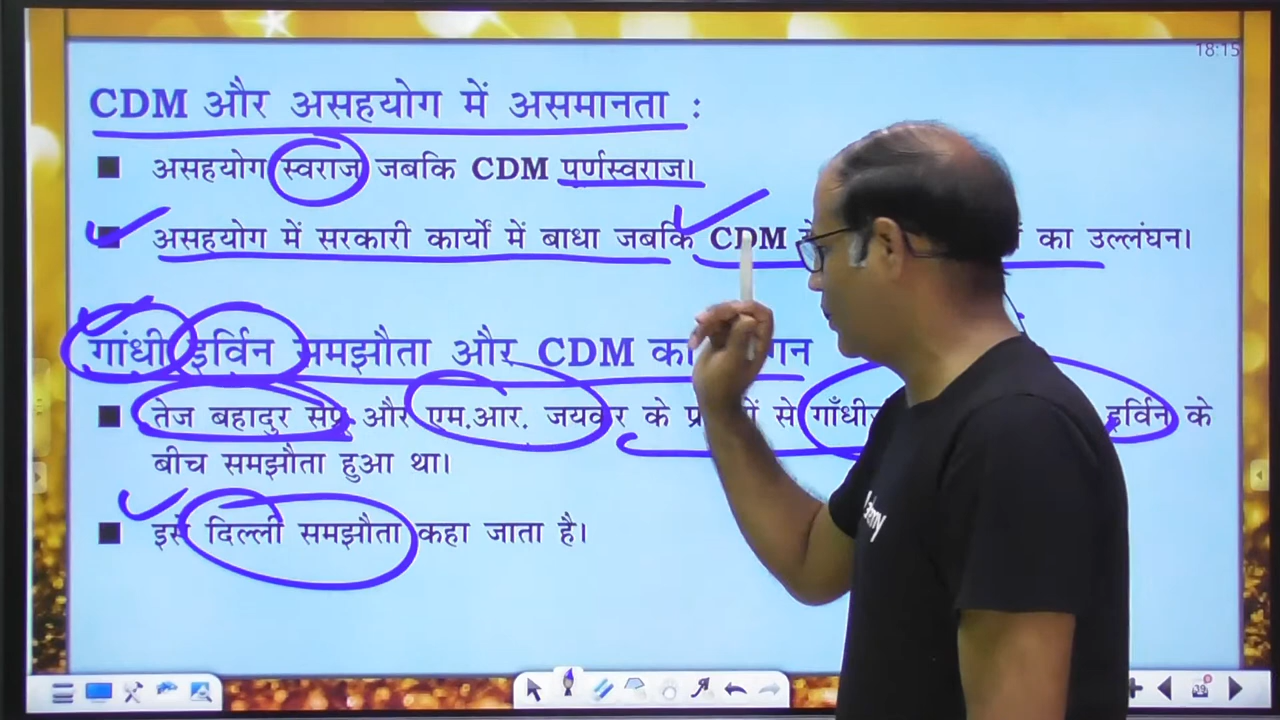 18:15
CDM और असहयोग में असमानता :
असहयोग स्वराज जबकि CDM पूर्णस्वराज।
असहयोग में सरकारी कार्यों में बाधा जबकि CDM का उल्लंघन।
गांधी इर्विन समझौता और CDM का
तेज बहादुर सप्रू और एम.आर. जयकर के से इर्विन के
बीच समझौता हुआ था।
इसे दिल्ली समझौता कहा जाता है।
39